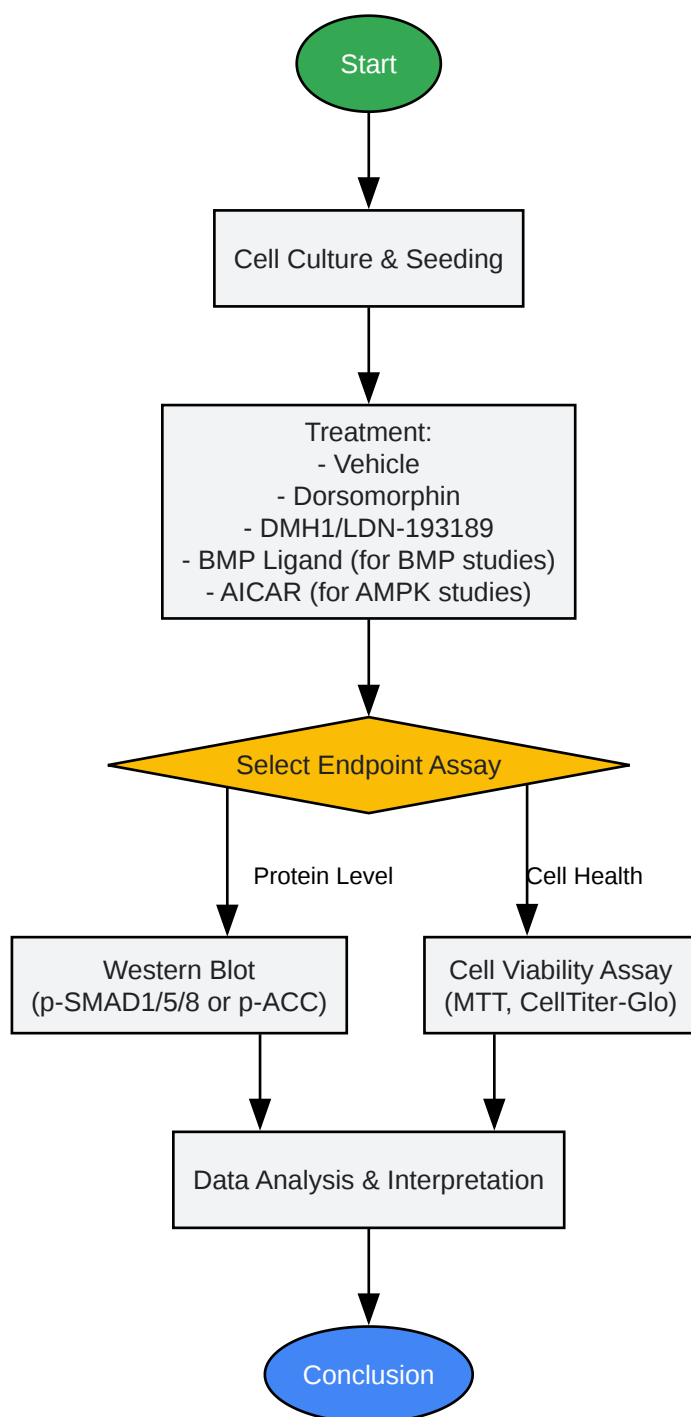 Start
Cell Culture & Seeding
Treatment:
- Vehicle
- Dorsomorphin
- DMH1/LDN-193189
- BMP Ligand (for BMP studies)
- AICAR (for AMPK studies)
Select Endpoint Assay
Protein Level
Cell Health
Western Blot
(p-SMAD1/5/8 or p-ACC)
Cell Viability Assay
(MTT, CellTiter-Glo)
Data Analysis & Interpretation
Conclusion